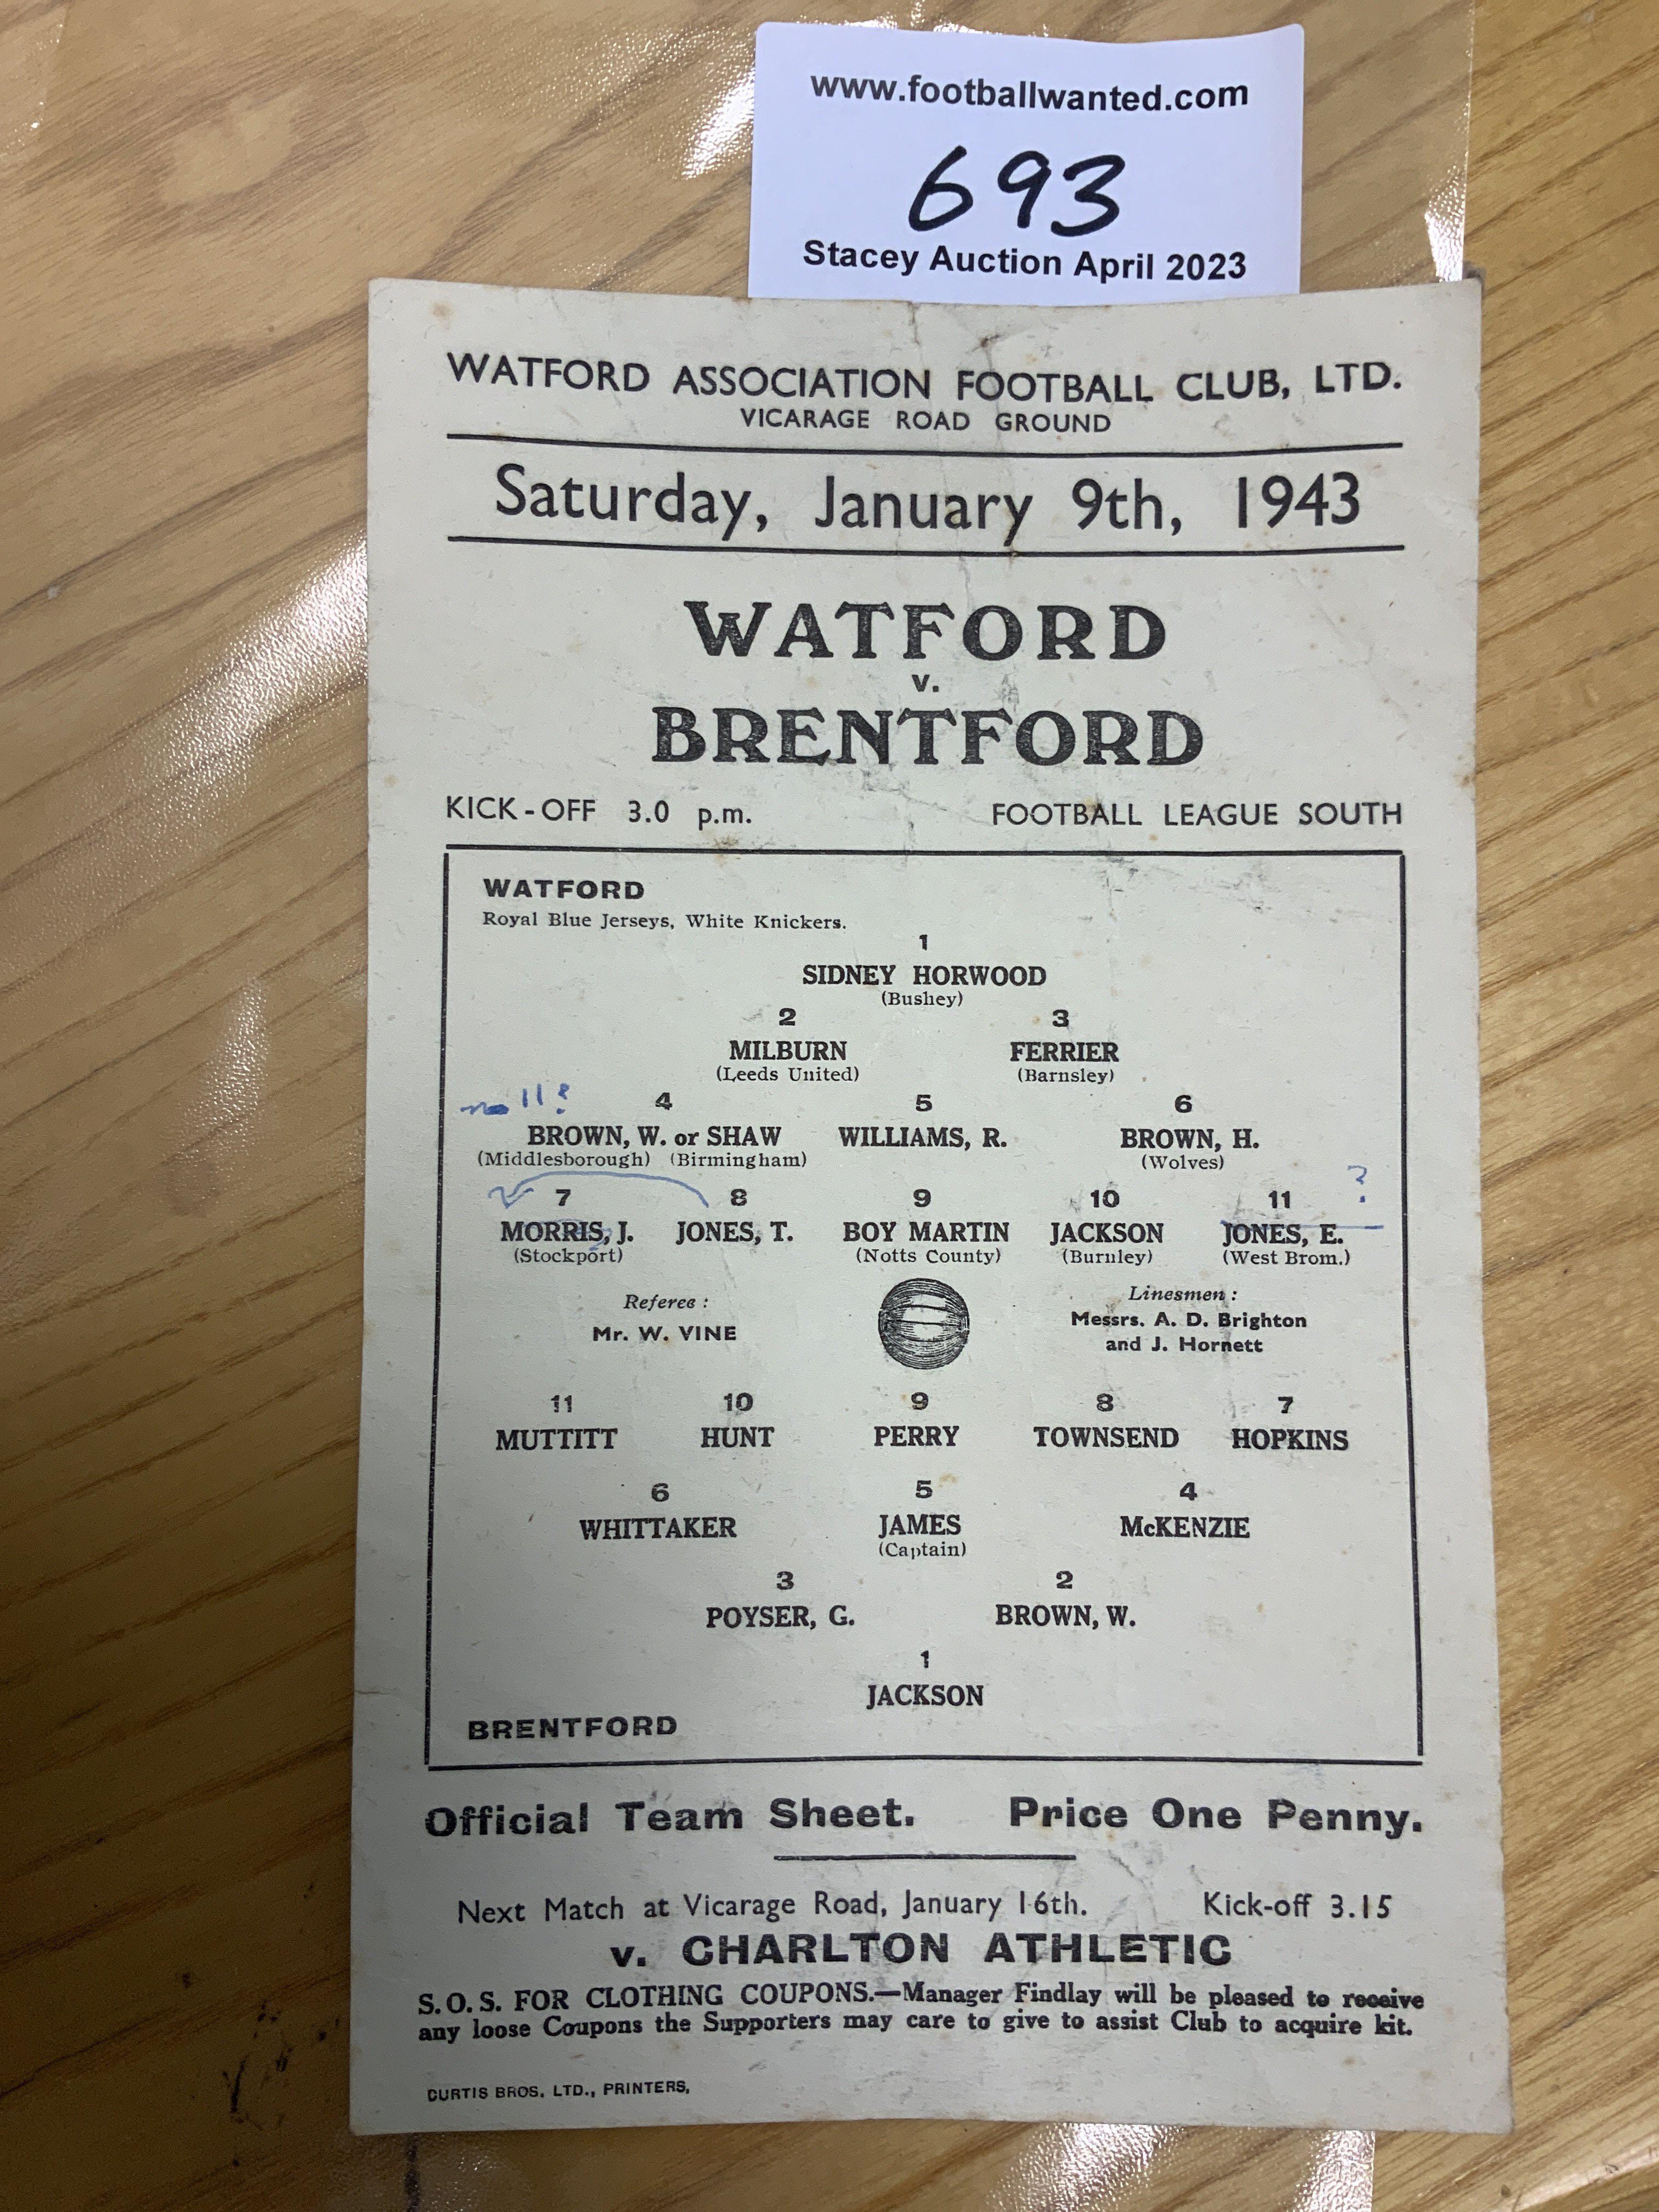 www.footballwanted.com
693
Stacey Auction April 2023
WATFORD ASSOCIATION FOOTBALL CLUB, LTD.
VICARAGE ROAD GROUND
Saturday, January 9th, 1943
WATFORD
v.
BRENTFORD
KICK-OFF 3.0 p.m. FOOTBALL LEAGUE SOUTH
WATFORD
Royal Blue Jerseys, White Knickers.
1
SIDNEY HORWOOD
(Bushey)
2 3
MILBURN FERRIER
(Leeds United) (Barnsley)
no 11? 4 5 6
BROWN, W. or SHAW WILLIAMS, R. BROWN, H.
(Middlesborough) (Birmingham) (Wolves)
7 8 9 10 11 ?
MORRIS, J. JONES, T. BOY MARTIN JACKSON JONES, E.
(Stockport) (Notts County) (Burnley) (West Brom.)
Referee : Linesmen :
Mr. W. VINE Messrs. A. D. Brighton
and J. Hornett
11 10 9 8 7
MUTTITT HUNT PERRY TOWNSEND HOPKINS
6 5 4
WHITTAKER JAMES McKENZIE
(Captain)
3 2
POYSER, G. BROWN, W.
1
JACKSON
BRENTFORD
Official Team Sheet. Price One Penny.
Next Match at Vicarage Road, January 16th. Kick-off 3.15
v. CHARLTON ATHLETIC
S.O.S. FOR CLOTHING COUPONS.—Manager Findlay will be pleased to receive
any loose Coupons the Supporters may care to give to assist Club to acquire kit.
CURTIS BROS. LTD., PRINTERS,